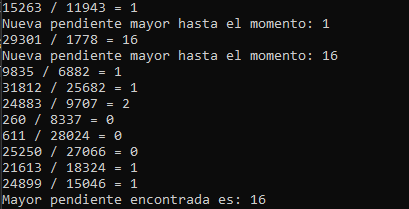 15263 / 11943 = 1
Nueva pendiente mayor hasta el momento: 1
29301 / 1778 = 16
Nueva pendiente mayor hasta el momento: 16
9835 / 6882 = 1
31812 / 25682 = 1
24883 / 9707 = 2
260 / 8337 = 0
611 / 28024 = 0
25250 / 27066 = 0
21613 / 18324 = 1
24899 / 15046 = 1
Mayor pendiente encontrada es: 16